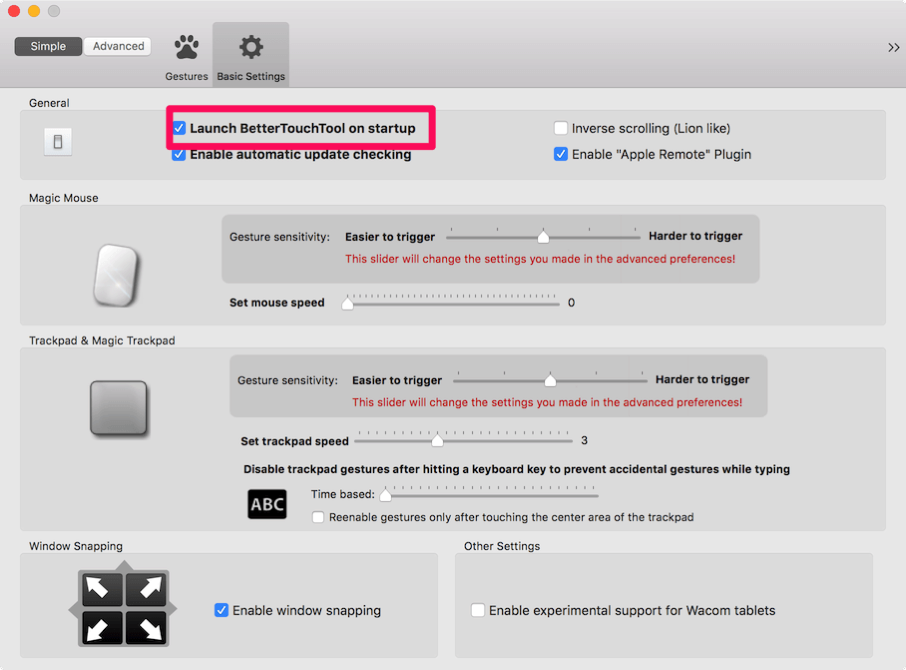 Simple
Advanced
Gestures
Basic Settings
General
Launch BetterTouchTool on startup
Inverse scrolling (Lion like)
Enable automatic update checking
Enable "Apple Remote" Plugin
Magic Mouse
Gesture sensitivity: Easier to trigger Harder to trigger
This slider will change the settings you made in the advanced preferences!
Set mouse speed 0
Trackpad & Magic Trackpad
Gesture sensitivity: Easier to trigger Harder to trigger
This slider will change the settings you made in the advanced preferences!
Set trackpad speed 3
Disable trackpad gestures after hitting a keyboard key to prevent accidental gestures while typing
ABC
Time based:
Reenable gestures only after touching the center area of the trackpad
Window Snapping
Enable window snapping
Other Settings
Enable experimental support for Wacom tablets